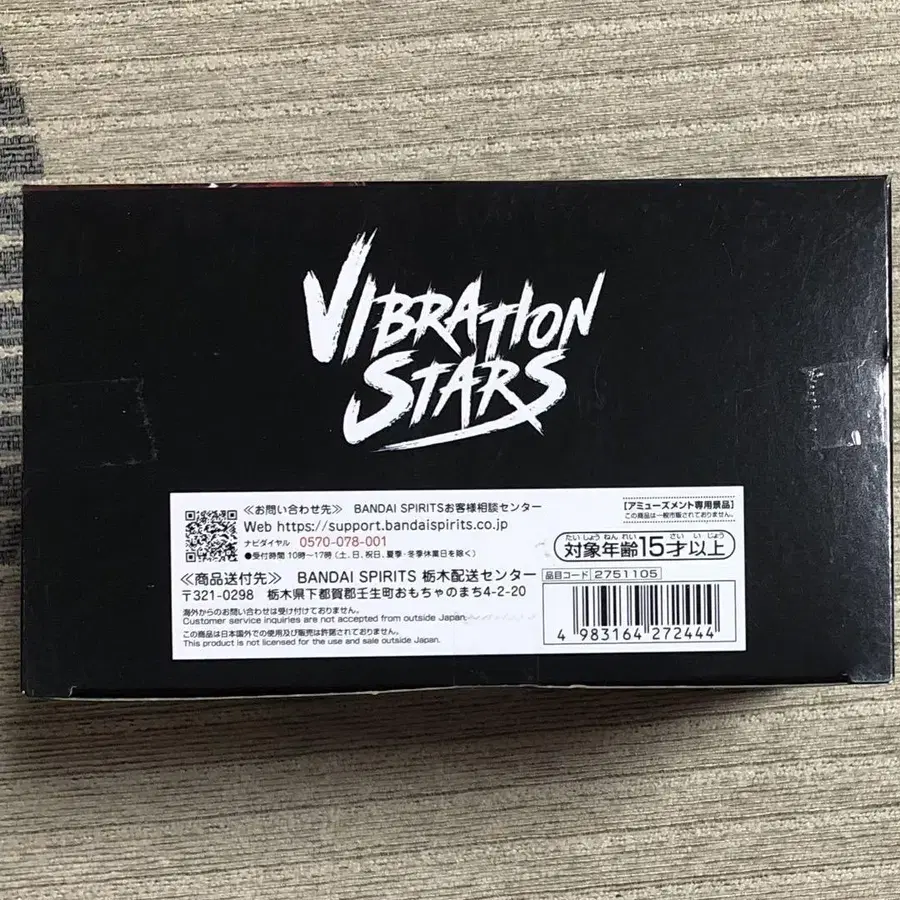 VIBRATION
STARS
≪お問い合わせ先≫ BANDAI SPIRITSお客様相談センター
Web https://support.bandaispirits.co.jp
ナビダイヤル 0570-078-001
●受付時間 10時～17時(土、日、祝日、夏季・冬季休業日を除く)
≪商品送付先≫ BANDAI SPIRITS 栃木配送センター
〒321-0298 栃木県下都賀郡壬生町おもちゃのまち4-2-20
海外からのお問い合わせは受け付けておりません。
Customer service inquiries are not accepted from outside Japan.
この商品は日本国外での使用及び販売は許諾されておりません。
This product is not licensed for the use and sale outside Japan.
[アミューズメント専用景品]
この商品は一般市販されておりません。
たいしょうねんれい さい いじょう
対象年齢15才以上
品目コード 2751105
4 983164 272444